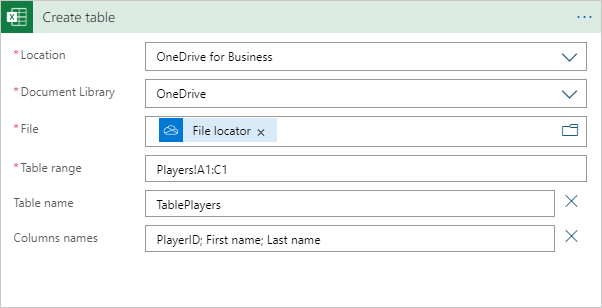 Create table
* Location
OneDrive for Business
* Document Library
OneDrive
* File
File locator
* Table range
Players!A1:C1
Table name
TablePlayers
Columns names
PlayerID; First name; Last name